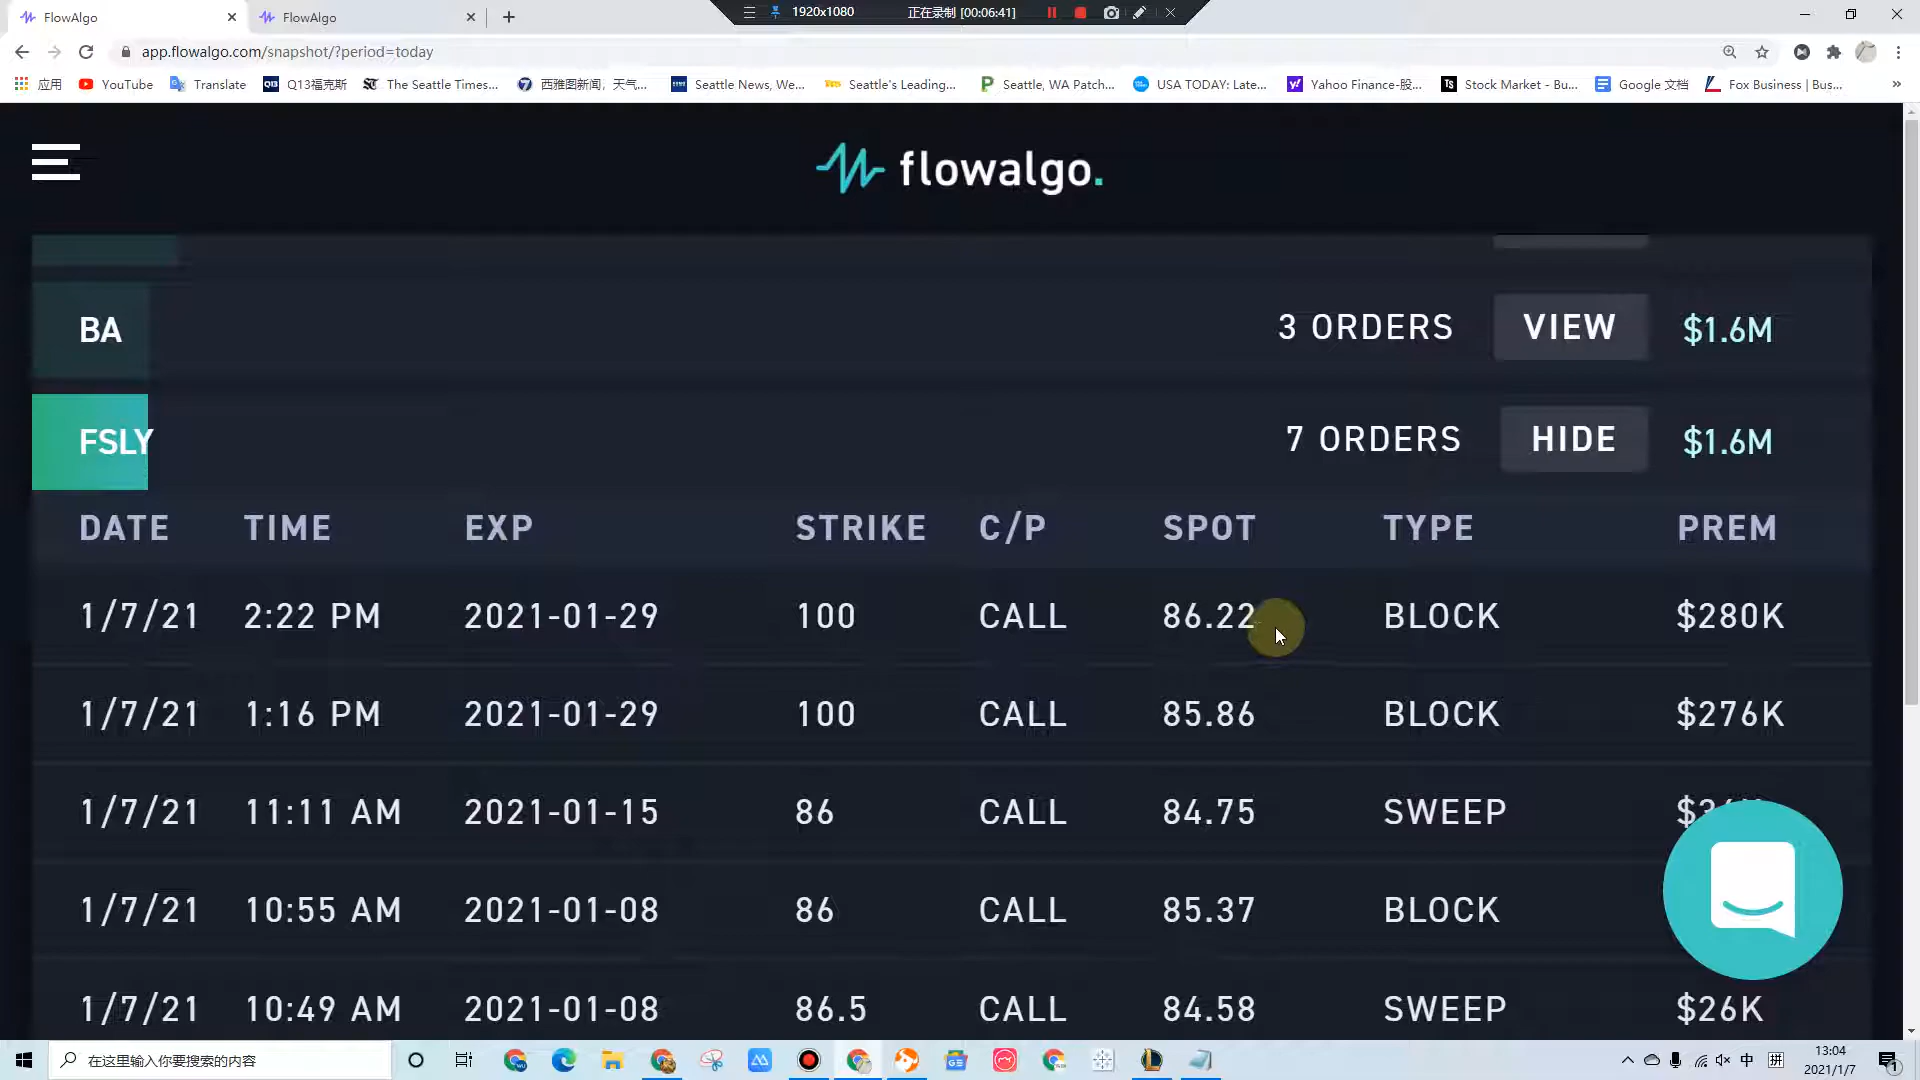 FlowAlgo
FlowAlgo
1920x1080
正在录制 [00:06:41]
app.flowalgo.com/snapshot/?period=today
应用
YouTube
Translate
Q13福克斯
The Seattle Times...
西雅图新闻，天气...
Seattle News, We...
Seattle's Leading...
Seattle, WA Patch...
USA TODAY: Late...
Yahoo Finance-股...
Stock Market - Bu...
Google 文档
Fox Business | Bus...
flowalgo.
BA 3 ORDERS VIEW $1.6M
FSLY 7 ORDERS HIDE $1.6M
DATE TIME EXP STRIKE C/P SPOT TYPE PREM
1/7/21 2:22 PM 2021-01-29 100 CALL 86.22 BLOCK $280K
1/7/21 1:16 PM 2021-01-29 100 CALL 85.86 BLOCK $276K
1/7/21 11:11 AM 2021-01-15 86 CALL 84.75 SWEEP
1/7/21 10:55 AM 2021-01-08 86 CALL 85.37 BLOCK
1/7/21 10:49 AM 2021-01-08 86.5 CALL 84.58 SWEEP $26K
在这里输入你要搜索的内容
中
拼
13:04
2021/1/7